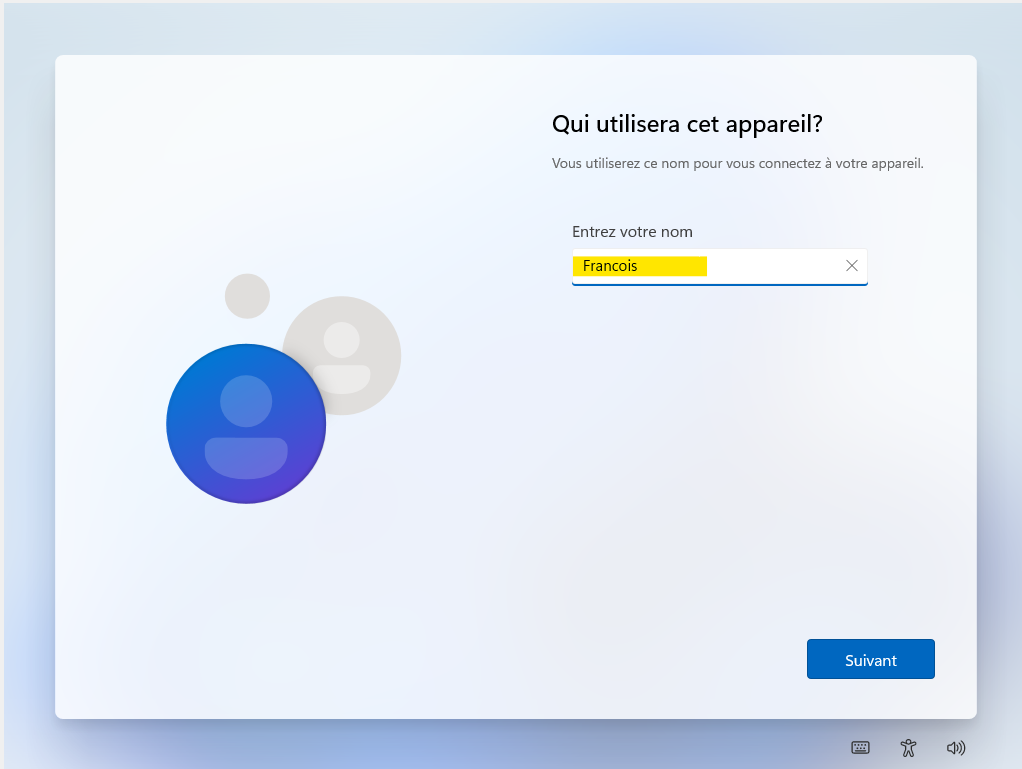 Qui utilisera cet appareil?
Vous utiliserez ce nom pour vous connectez à votre appareil.
Entrez votre nom
Francois
Suivant